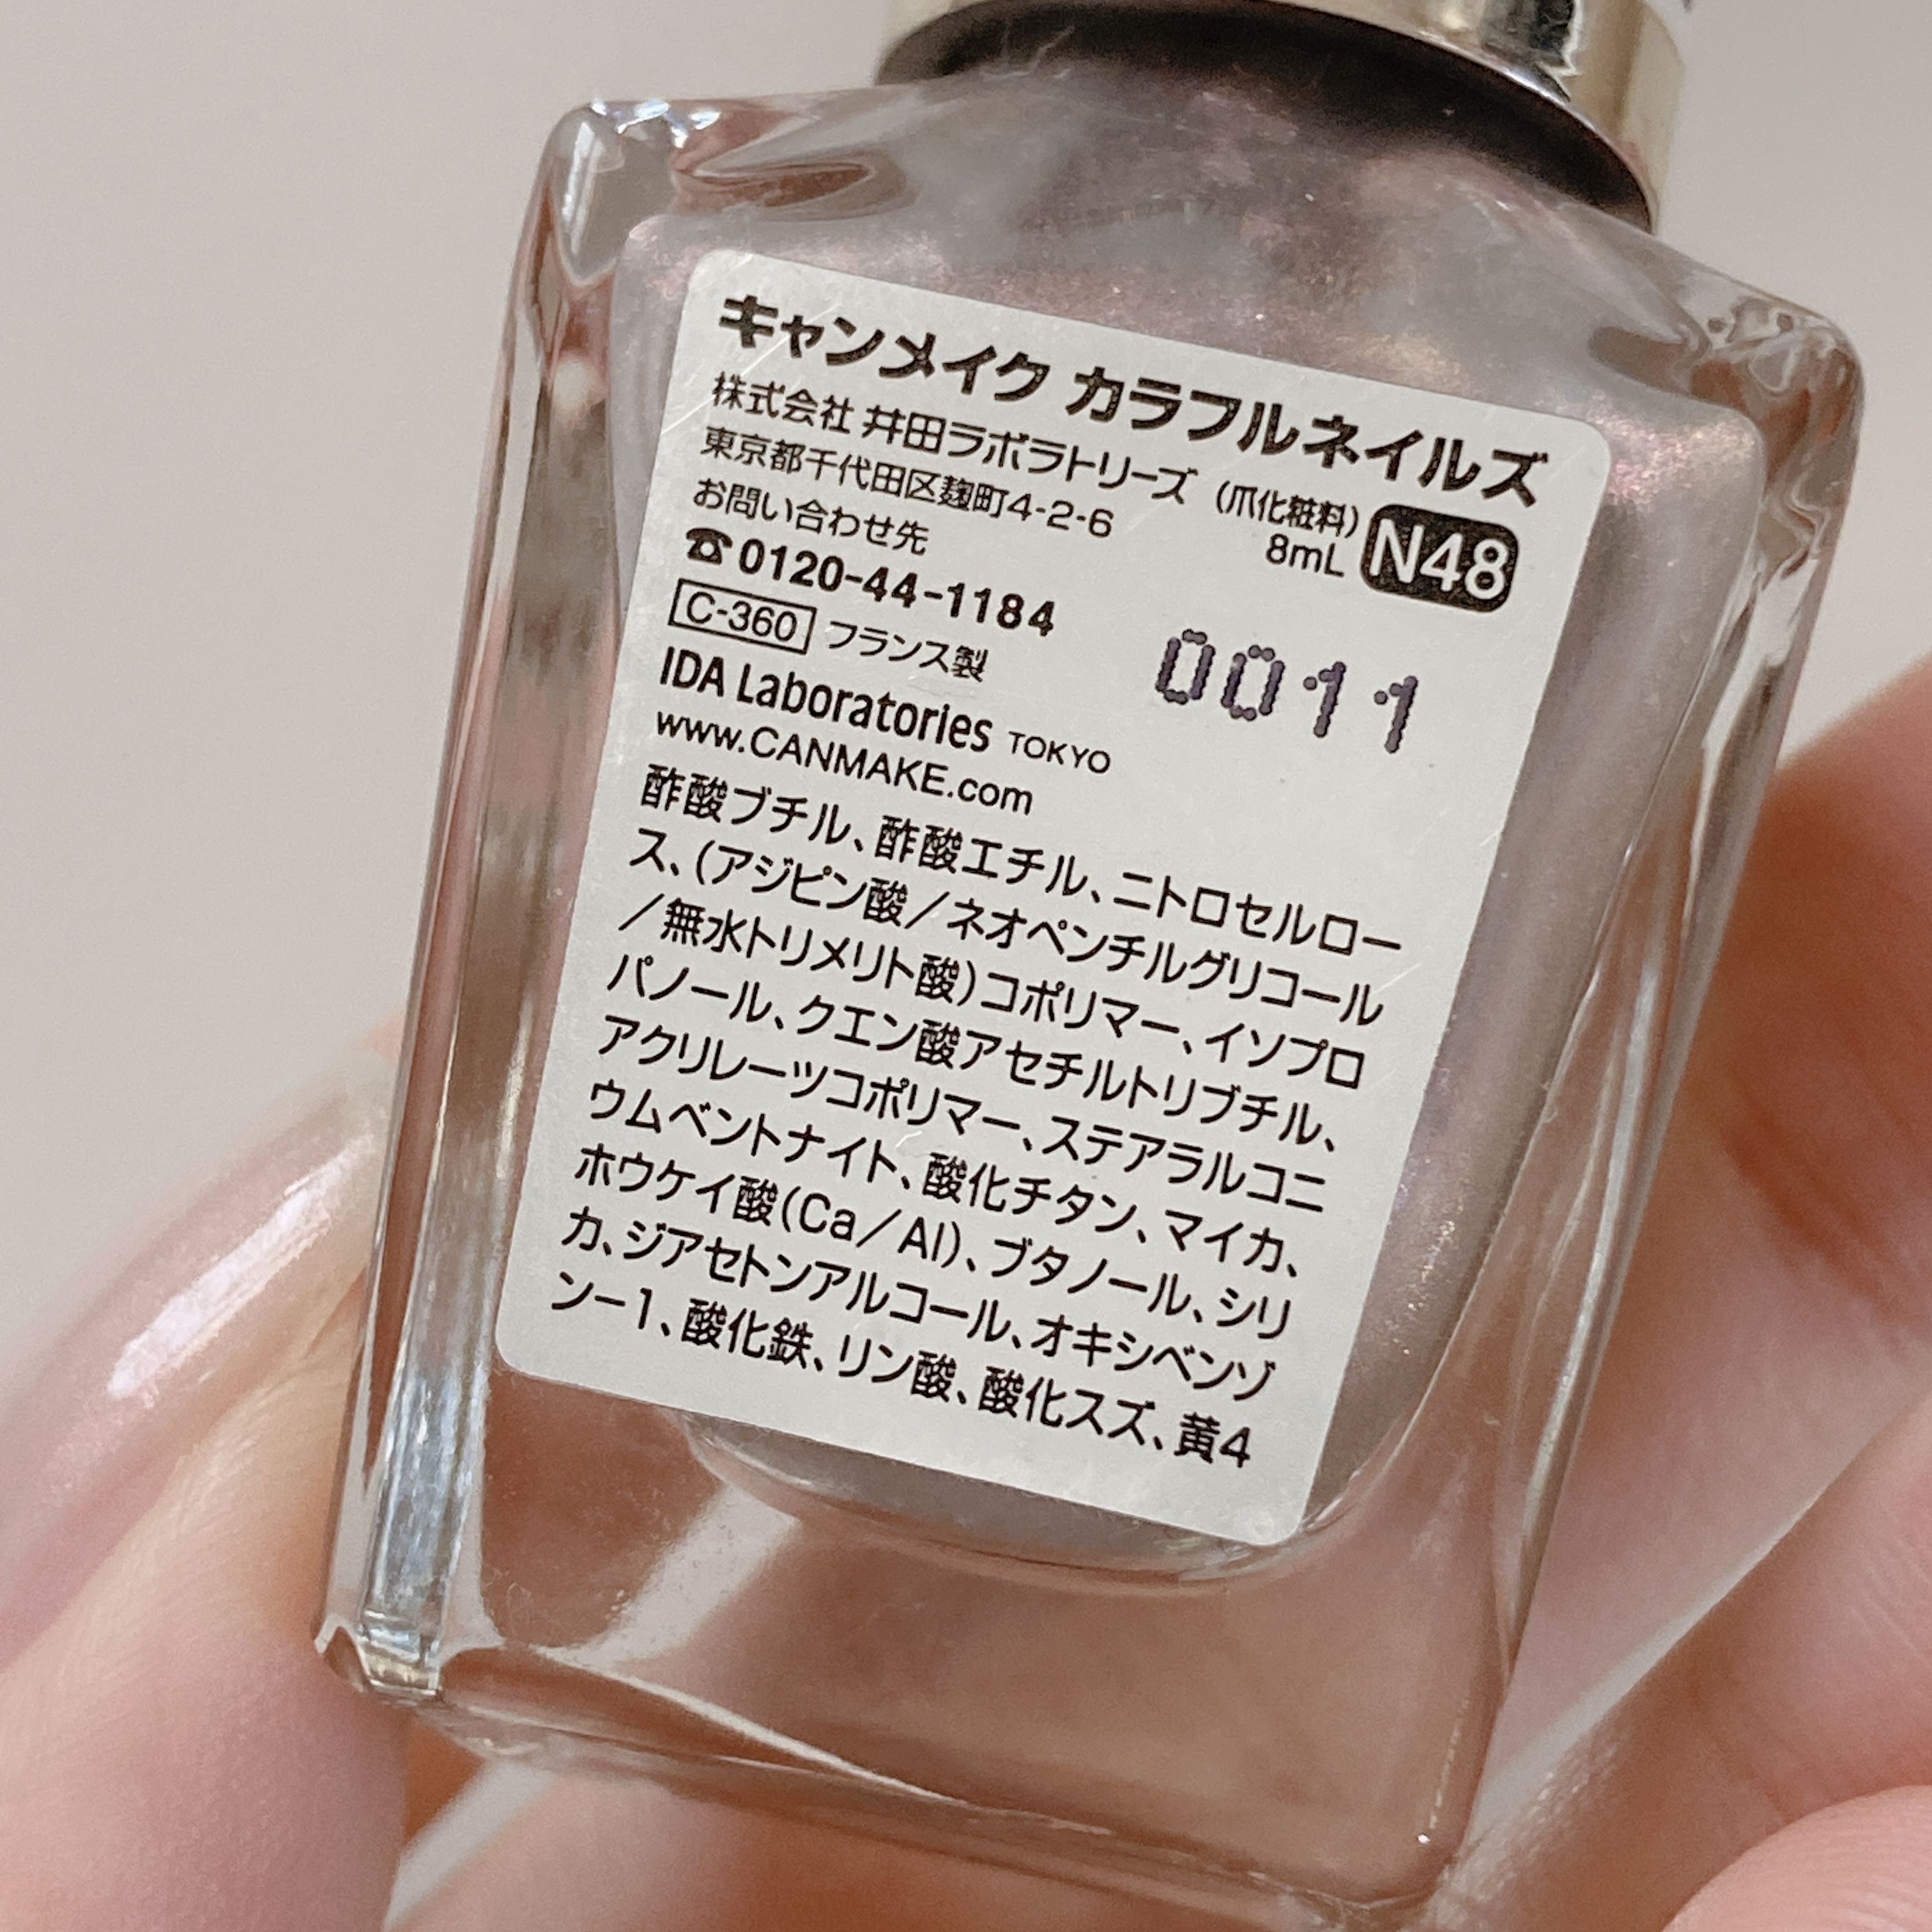 キャンメイク カラフルネイルズ
株式会社 井田ラボラトリーズ (爪化粧料)
東京都千代田区麹町4-2-6
8mL N48
お問い合わせ先
☎0120-44-1184
C-360 フランス製
0011
IDA Laboratories TOKYO
www.CANMAKE.com
酢酸ブチル、酢酸エチル、ニトロセルロー
ス、(アジピン酸/ネオペンチルグリコール
/無水トリメリト酸)コポリマー、イソプロ
パノール、クエン酸アセチルトリブチル、
アクリレーツコポリマー、ステアラルコニ
ウムベントナイト、酸化チタン、マイカ、
ホウケイ酸(Ca/Al)、ブタノール、シリ
カ、ジアセトンアルコール、オキシベンゾ
ン-1、酸化鉄、リン酸、酸化スズ、黄4